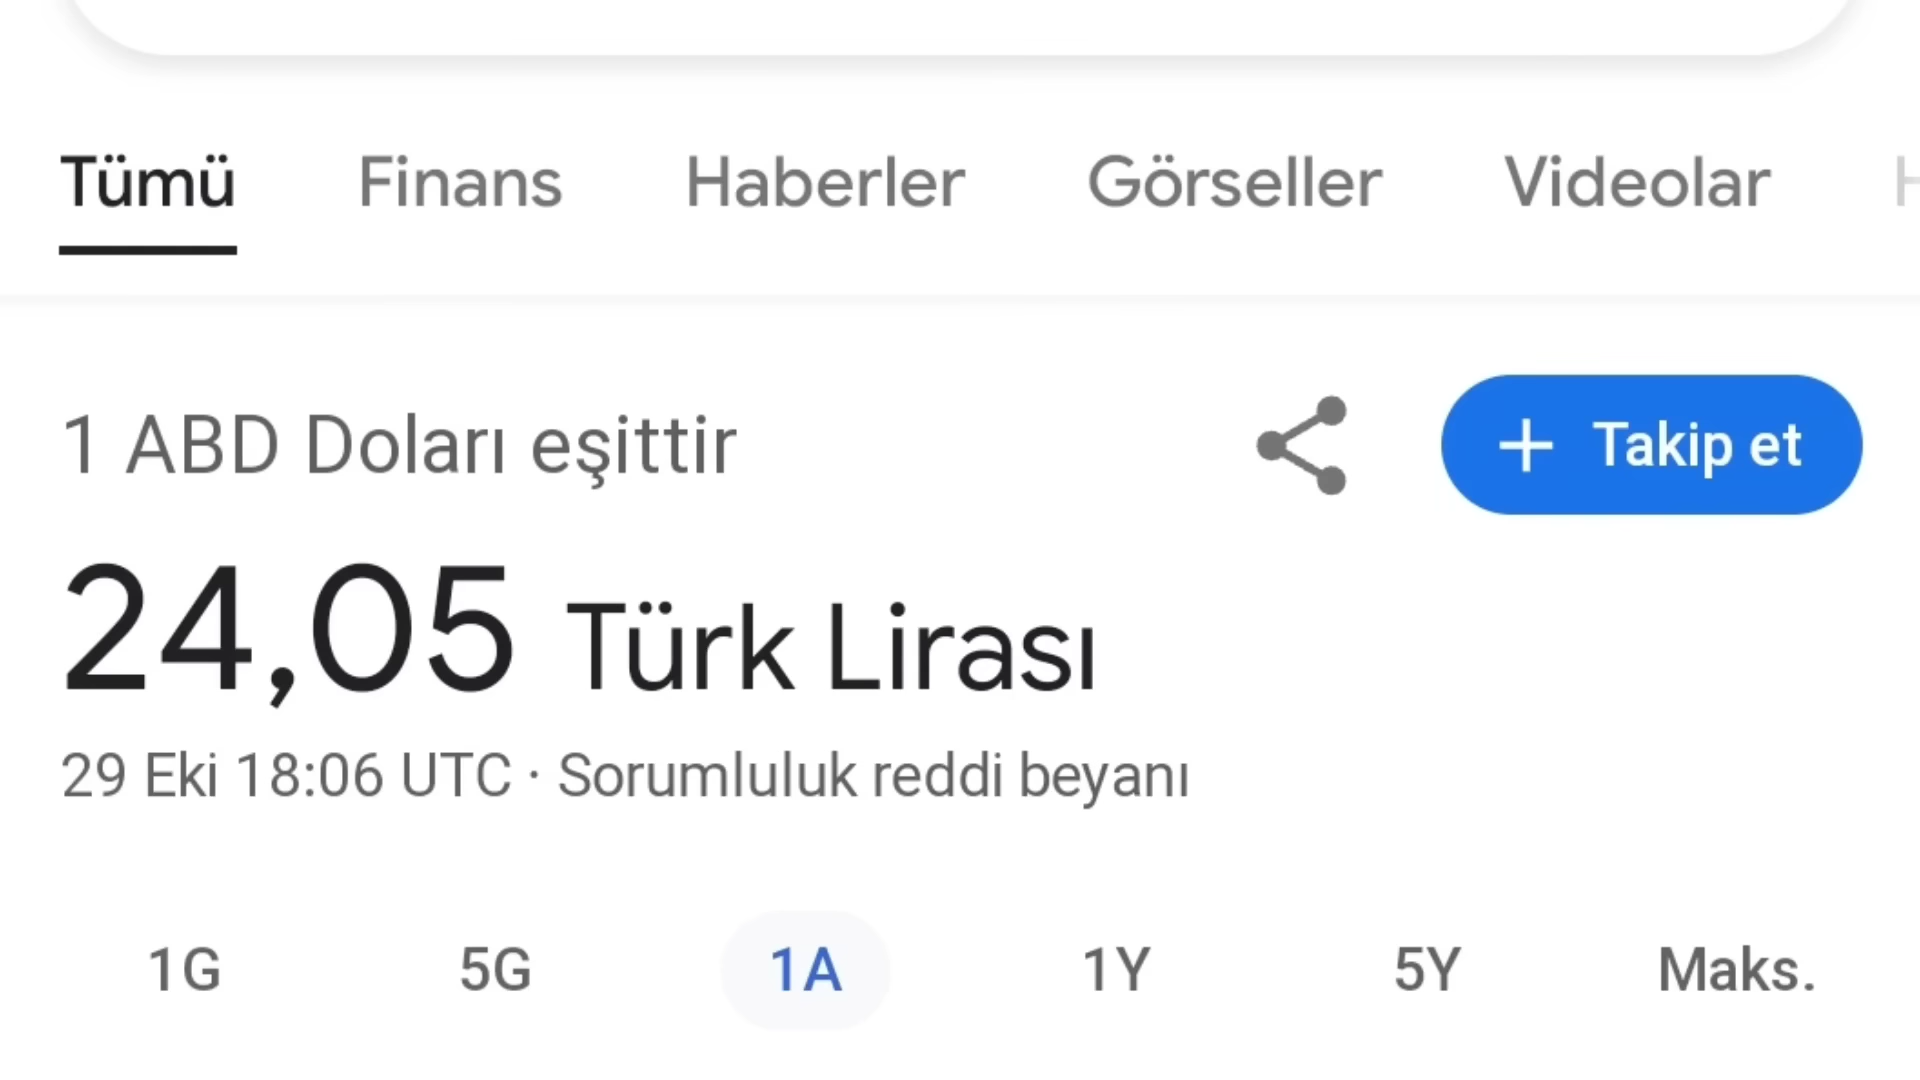 Tümü Finans Haberler Görseller Videolar
1 ABD Doları eşittir + Takip et
24,05 Türk Lirası
29 Eki 18:06 UTC · Sorumluluk reddi beyanı
1G 5G 1A 1Y 5Y Maks.